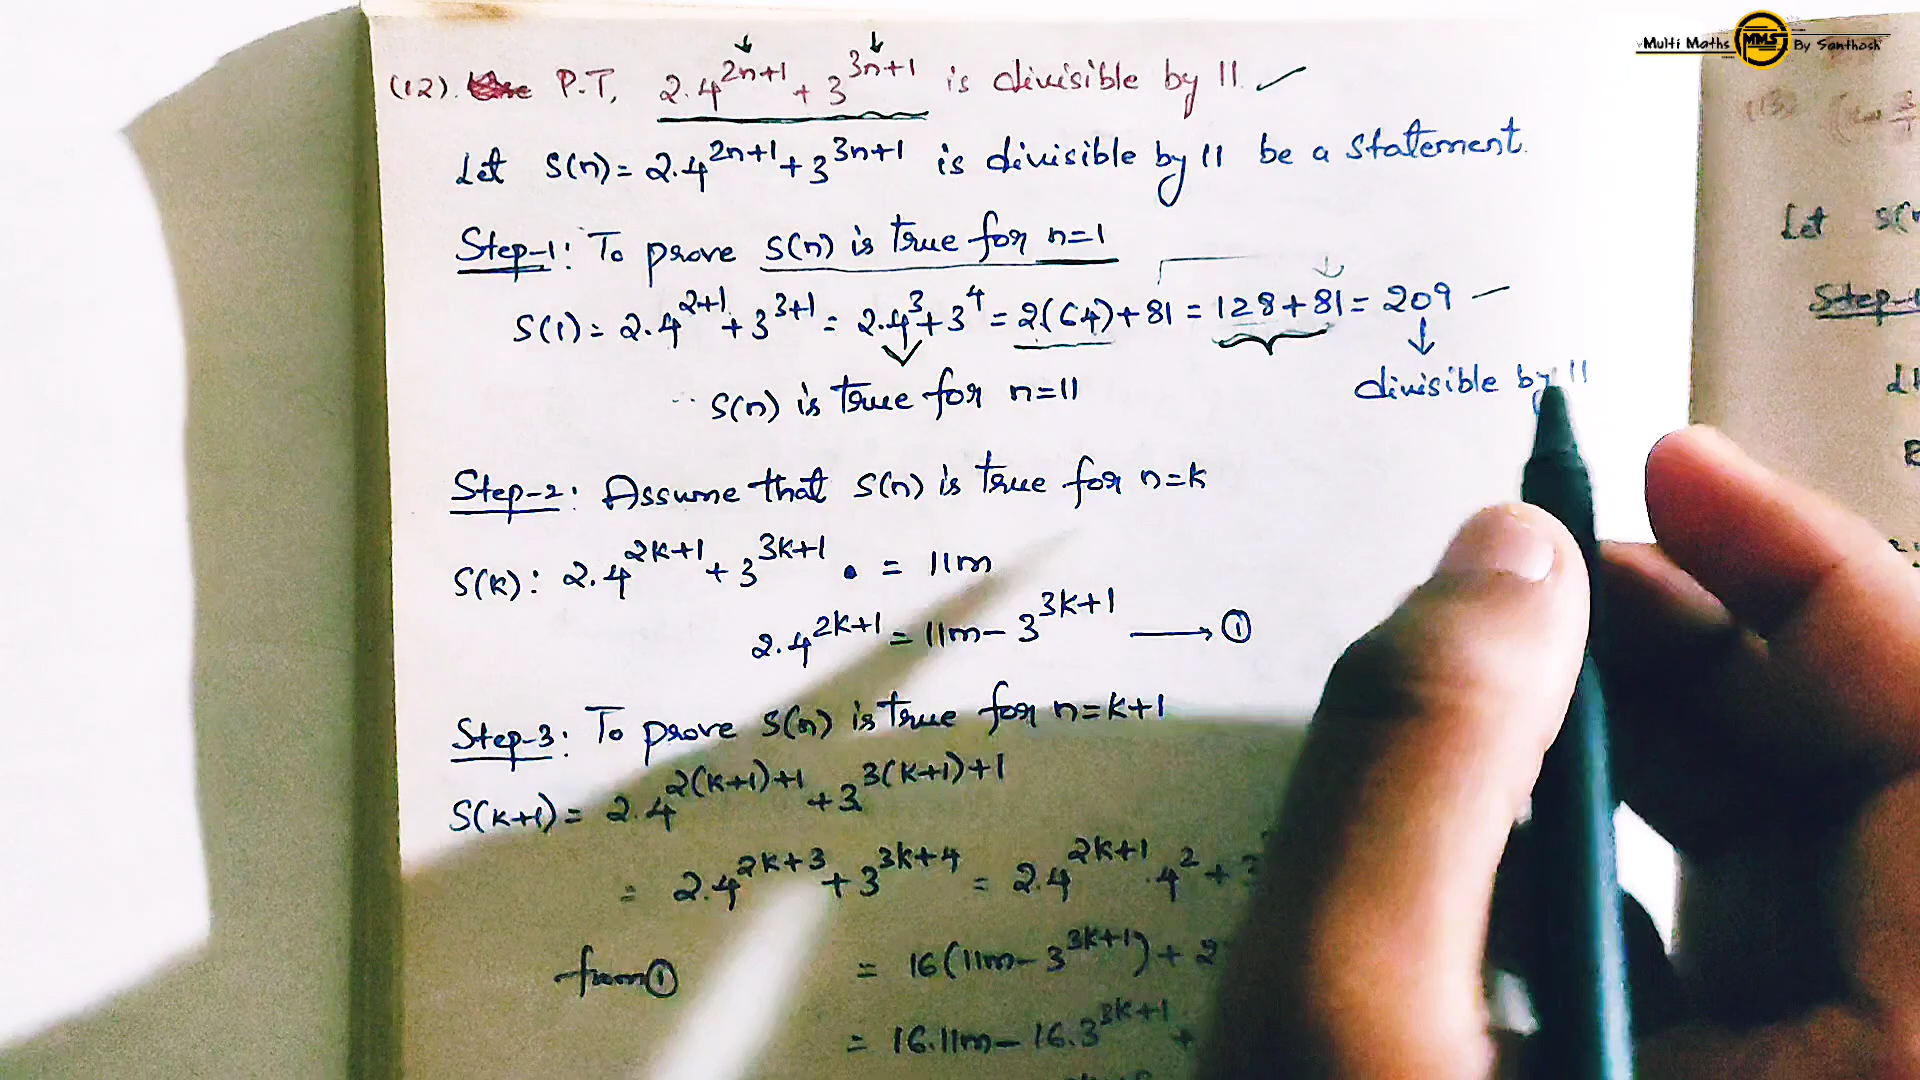 Multi Maths MMS By Santhosh
(12). P.T. 2.4^{2n+1} + 3^{3n+1} is divisible by 11.
Let S(n) = 2.4^{2n+1} + 3^{3n+1} is divisible by 11 be a statement.
Step-1: To prove S(n) is true for n=1
S(1) = 2.4^{2+1} + 3^{3+1} = 2.4^3 + 3^4 = 2(64) + 81 = 128 + 81 = 209
divisible by 11
S(n) is true for n=11
Step-2: Assume that S(n) is true for n=k
S(k): 2.4^{2k+1} + 3^{3k+1} . = 11m
2.4^{2k+1} = 11m - 3^{3k+1} → ①
Step-3: To prove S(n) is true for n=k+1
S(k+1) = 2.4^{2(k+1)+1} + 3^{3(k+1)+1}
= 2.4^{2k+3} + 3^{3k+4} = 2.4^{2k+1} . 4^2 + 3
from ① = 16(11m - 3^{3k+1}) + 2
= 16.11m - 16.3^{3k+1} +
Let S(n
Step-1